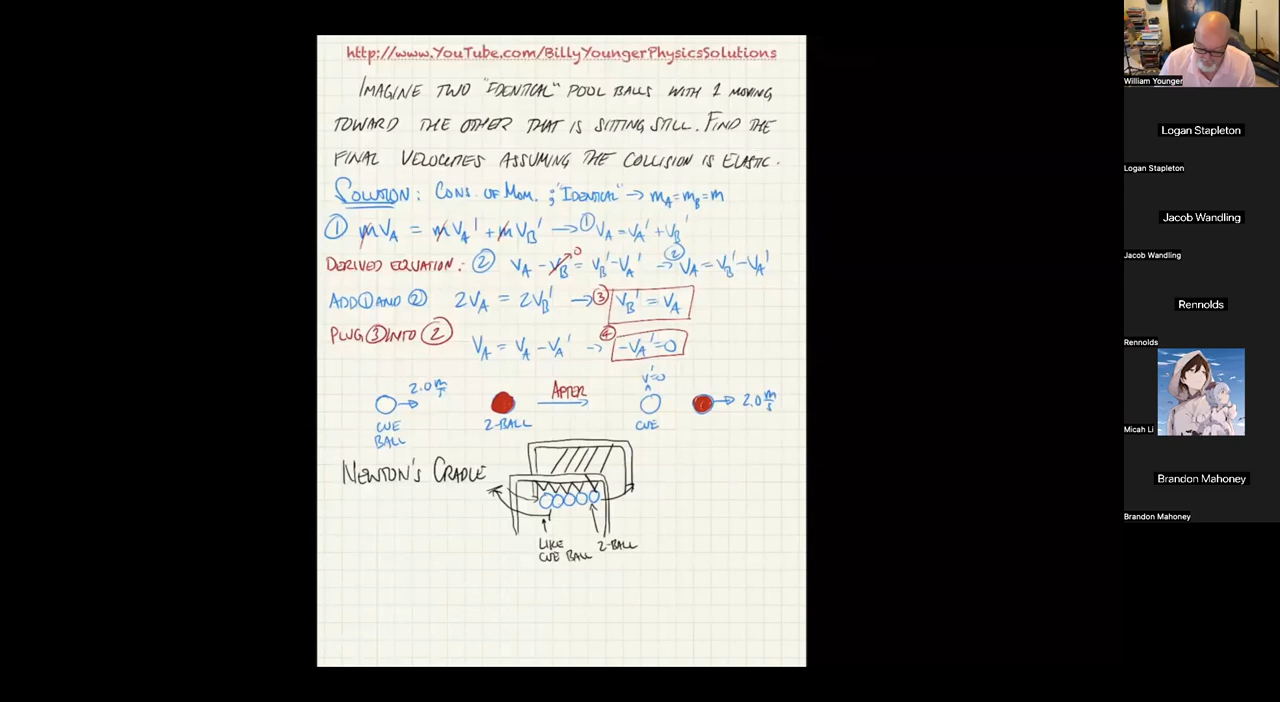 http://www.YouTube.com/BillyYoungerPhysicsSolutions
IMAGINE TWO "IDENTICAL" POOL BALLS WITH 1 MOVING
TOWARD THE OTHER THAT IS SITTING STILL. FIND THE
FINAL VELOCITIES ASSUMING THE COLLISION IS ELASTIC.
SOLUTION: CONS. OF MOM. ; "IDENTICAL" → mA = mB = m
① mVA = mVA' + mVB' → ① VA = VA' + VB'
DERIVED EQUATION: ② VA - VB = VB' - VA' → ② VA = VB' - VA'
0
ADD ① AND ② 2VA = 2VB' → ③ VB' = VA
PLUG ③ INTO ② VA = VA - VA' → ④ -VA' = 0
2.0 m/s
CUE
BALL
2-BALL
AFTER
V'=0
CUE
2.0 m/s
NEWTON'S CRADLE
LIKE
CUE BALL
2-BALL
William Younger
Logan Stapleton
Logan Stapleton
Jacob Wandling
Jacob Wandling
Rennolds
Rennolds
Micah Li
Brandon Mahoney
Brandon Mahoney